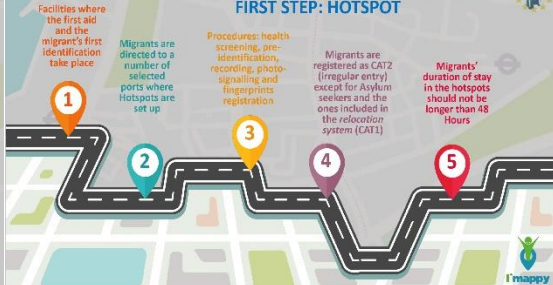 FIRST STEP: HOTSPOT
Facilities where
the first aid
and the
migrant's first
identification
take place
1
Migrants are
directed to a
number of
selected
ports where
Hotspots are
set up
2
Procedures: health
screening, pre-
identification,
recording, photo-
signalling and
fingerprints
registration
3
Migrants are
registered as CAT2
(irregular entry)
except for Asylum
seekers and the
ones included in
the relocation
system (CAT1)
4
Migrants'
duration of stay
in the hotspots
should not be
longer than 48
Hours
5
I'mappy